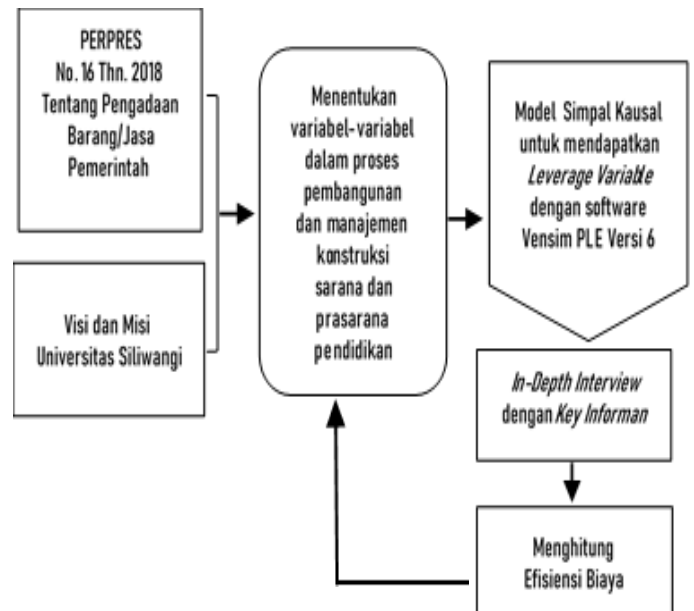 PERPRES
No. 16 Thn. 2018
Tentang Pengadaan
Barang/Jasa
Pemerintah
Visi dan Misi
Universitas Siliwangi
Menentukan
variabel-variabel
dalam proses
pembangunan
dan manajemen
konstruksi
sarana dan
prasarana
pendidikan
Model Simpal Kausal
untuk mendapatkan
Leverage Variable
dengan software
Vensim PLE Versi 6
In-Depth Interview
dengan Key Informan
Menghitung
Efisiensi Biaya